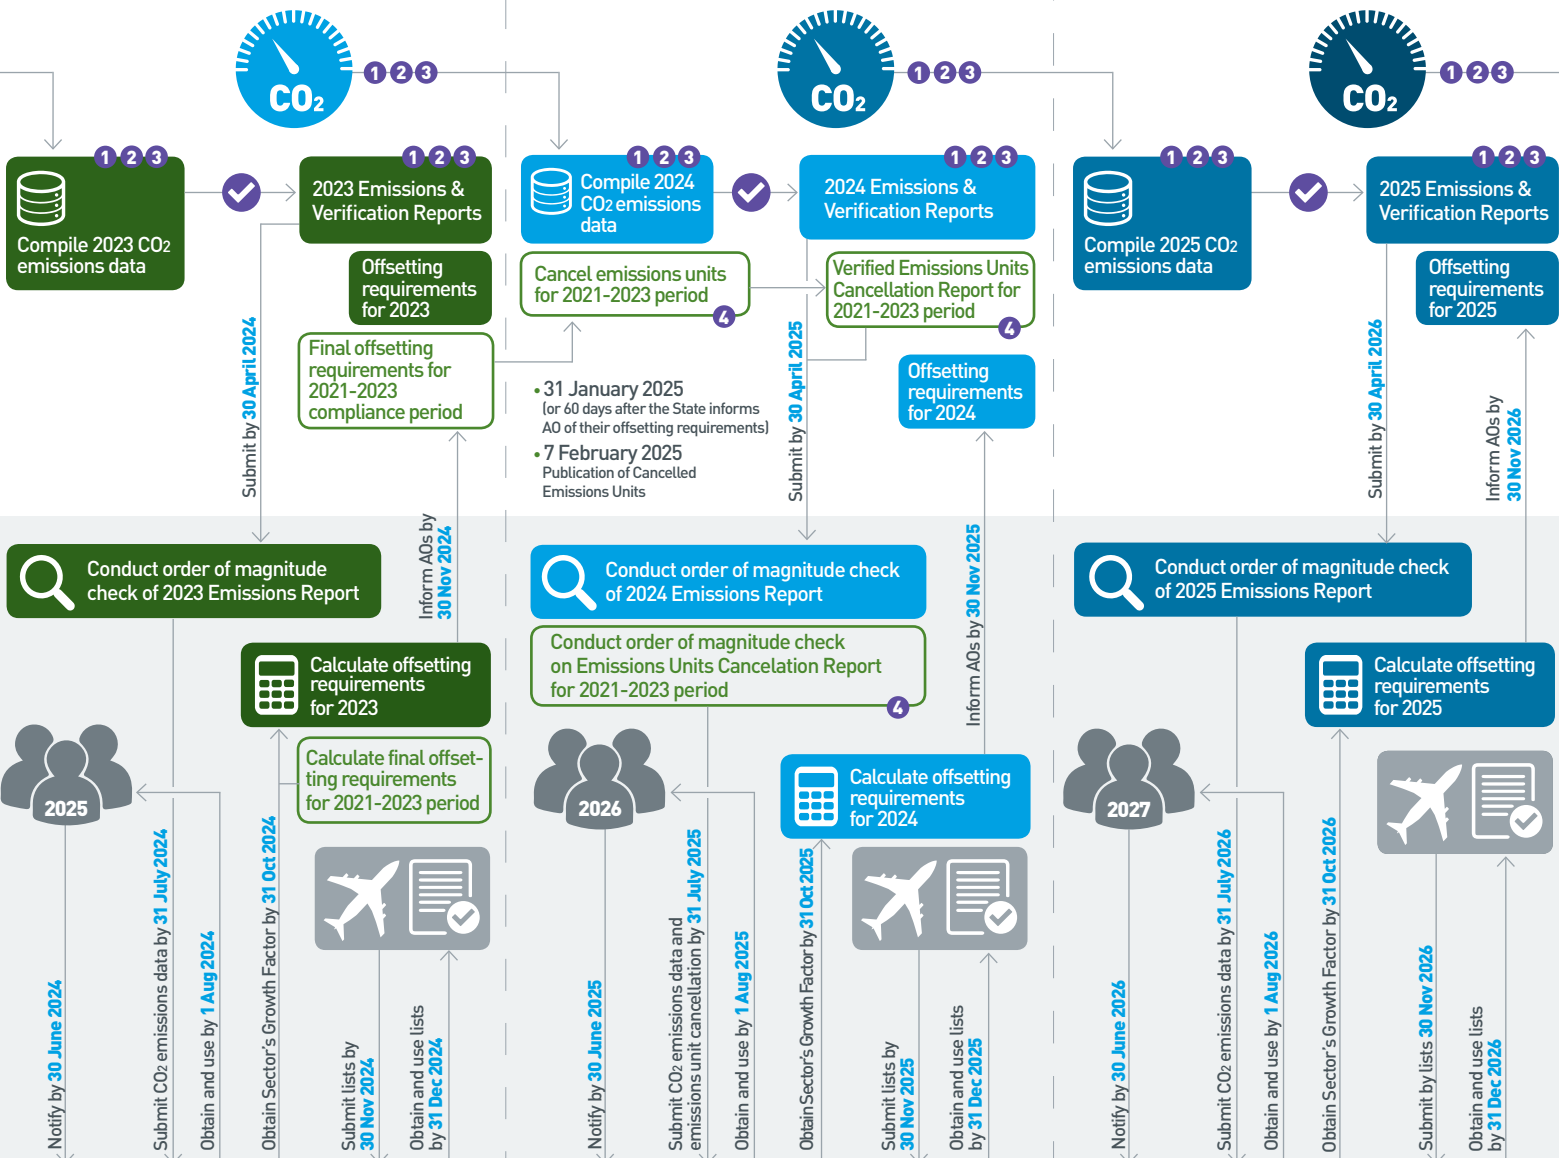 CO2
1 2 3
1 2 3
Compile 2023 CO2
emissions data
1 2 3
2023 Emissions &
Verification Reports
Offsetting
requirements
for 2023
Final offsetting
requirements for
2021-2023
compliance period
Submit by 30 April 2024
Inform AOs by
30 Nov 2024
Conduct order of magnitude
check of 2023 Emissions Report
Calculate offsetting
requirements
for 2023
Calculate final offset-
ting requirements
for 2021-2023 period
2025
Notify by 30 June 2024
Submit CO2 emissions data by 31 July 2024
Obtain and use by 1 Aug 2024
Obtain Sector's Growth Factor by 31 Oct 2024
Submit lists by
30 Nov 2024
Obtain and use lists
by 31 Dec 2024
CO2
1 2 3
1 2 3
Compile 2024
CO2 emissions
data
1 2 3
2024 Emissions &
Verification Reports
Cancel emissions units
for 2021-2023 period
4
Verified Emissions Units
Cancellation Report for
2021-2023 period
4
• 31 January 2025
(or 60 days after the State informs
AO of their offsetting requirements)
• 7 February 2025
Publication of Cancelled
Emissions Units
Submit by 30 April 2025
Offsetting
requirements
for 2024
Inform AOs by 30 Nov 2025
Conduct order of magnitude check
of 2024 Emissions Report
Conduct order of magnitude check
on Emissions Units Cancelation Report
for 2021-2023 period
4
Calculate offsetting
requirements
for 2024
2026
Notify by 30 June 2025
Submit CO2 emissions data and
emissions unit cancellation by 31 July 2025
Obtain and use by 1 Aug 2025
Obtain Sector's Growth Factor by 31 Oct 2025
Submit lists by
30 Nov 2025
Obtain and use lists
by 31 Dec 2025
CO2
1 2 3
1 2 3
Compile 2025 CO2
emissions data
1 2 3
2025 Emissions &
Verification Reports
Offsetting
requirements
for 2025
Submit by 30 April 2026
Inform AOs by
30 Nov 2026
Conduct order of magnitude check
of 2025 Emissions Report
Calculate offsetting
requirements
for 2025
2027
Notify by 30 June 2026
Submit CO2 emissions data by 31 July 2026
Obtain and use by 1 Aug 2026
Obtain Sector's Growth Factor by 31 Oct 2026
Submit by lists 30 Nov 2026
Obtain and use lists
by 31 Dec 2026